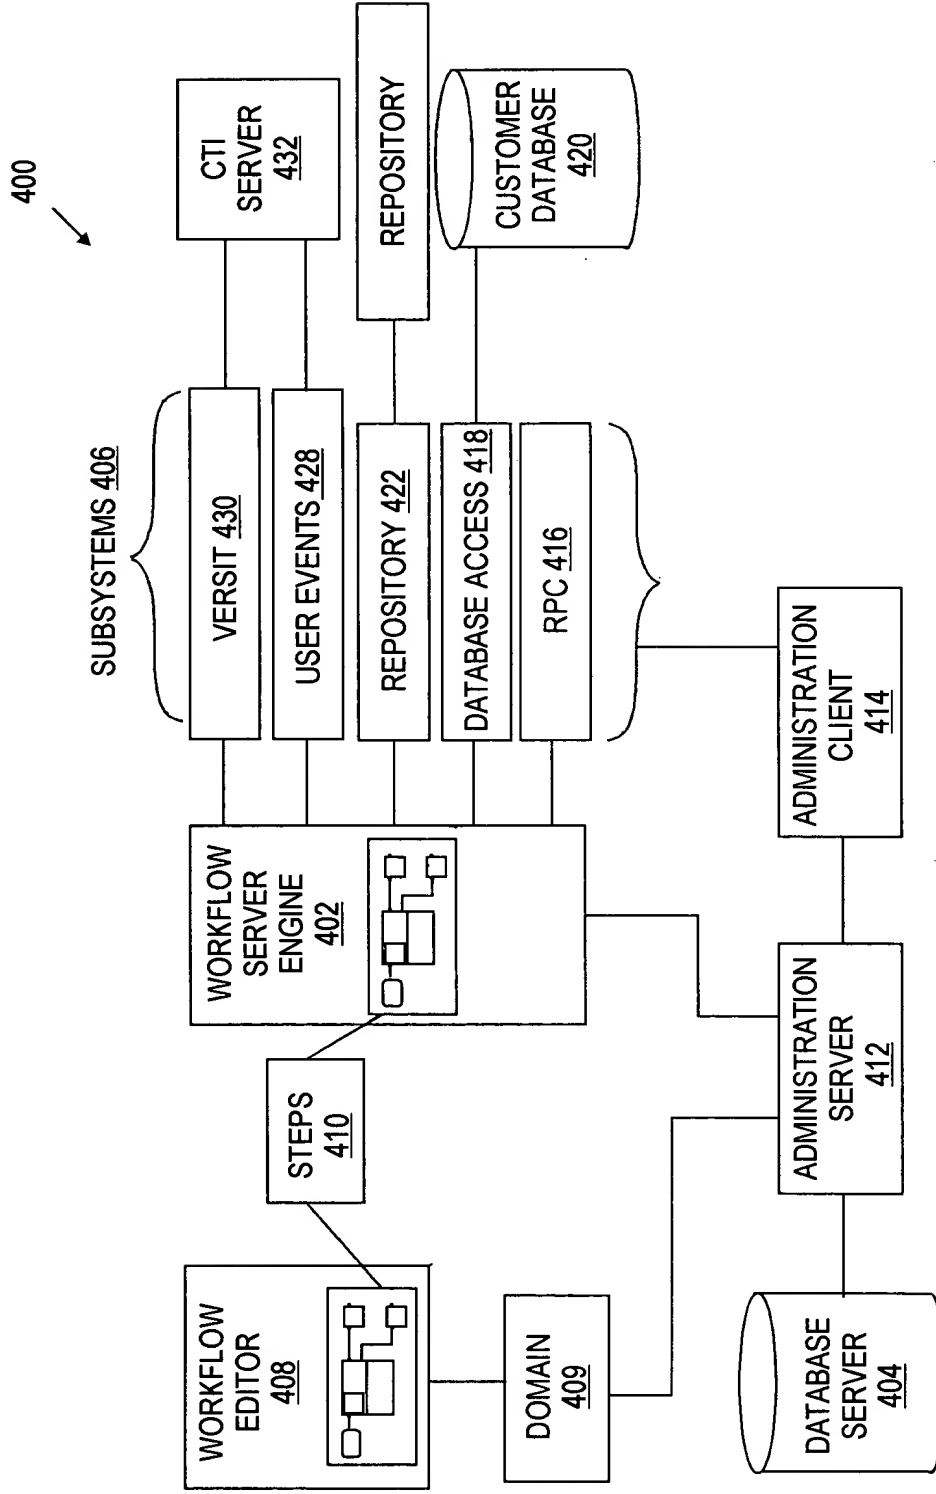 400
SUBSYSTEMS 406
WORKFLOW
EDITOR
408
STEPS
410
WORKFLOW
SERVER
ENGINE
402
VERSIT 430
USER EVENTS 428
REPOSITORY 422
DATABASE ACCESS 418
RPC 416
CTI
SERVER
432
REPOSITORY
CUSTOMER
DATABASE
420
DOMAIN
409
DATABASE
SERVER
404
ADMINISTRATION
SERVER
412
ADMINISTRATION
CLIENT
414